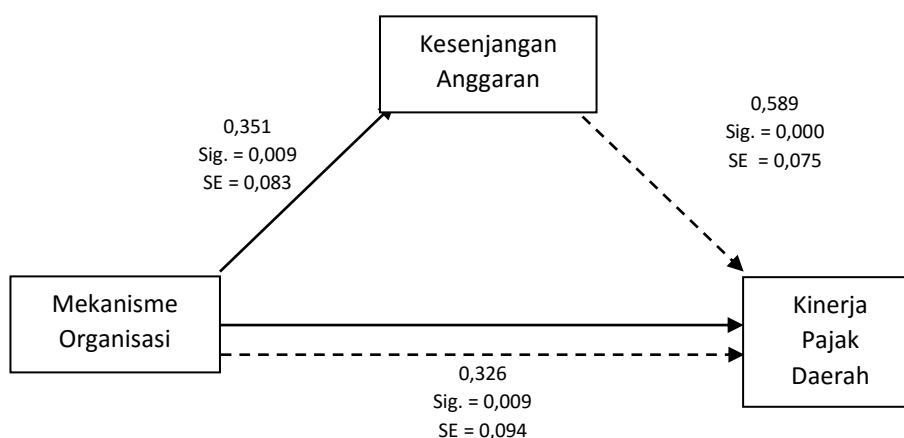 Kesenjangan
Anggaran
0,351
Sig. = 0,009
SE = 0,083
0,589
Sig. = 0,000
SE = 0,075
Mekanisme
Organisasi
Kinerja
Pajak
Daerah
0,326
Sig. = 0,009
SE = 0,094